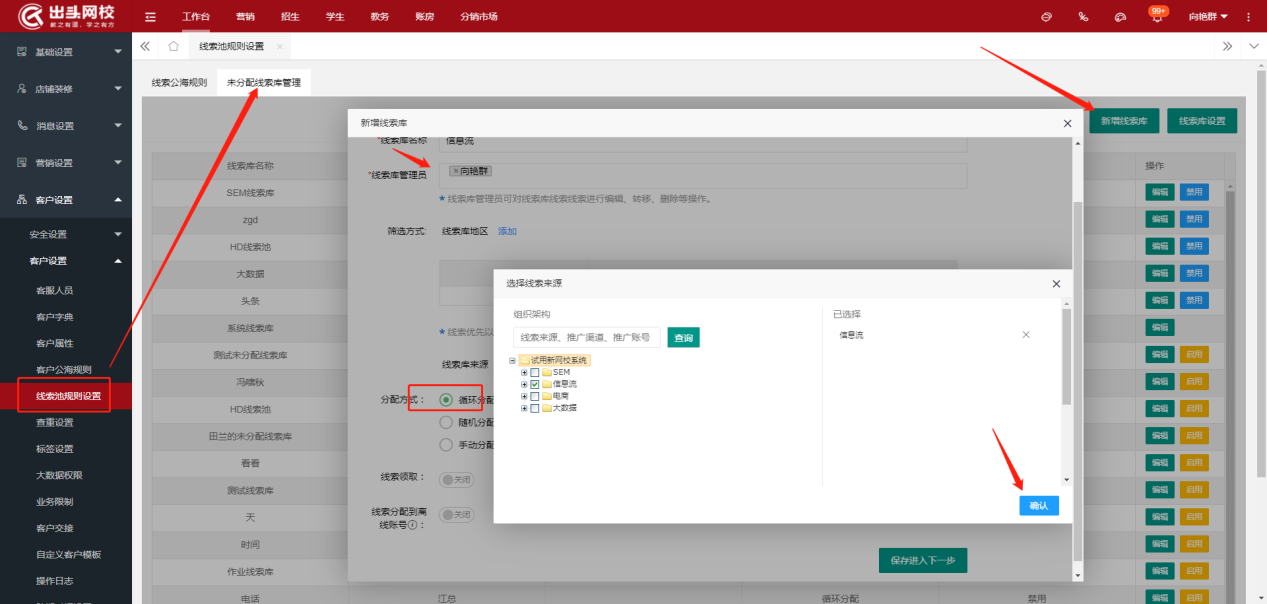 出头网校
教之有道，学之有方
工作台 营销 招生 学生 教务 账房 分销市场
99+
向艳群
基础设置
店铺装修
消息设置
营销设置
客户设置
安全设置
客户设置
客服人员
客户字典
客户属性
客户公海规则
线索池规则设置
查重设置
标签设置
大数据权限
业务限制
客户交接
自定义客户模板
操作日志
线索池规则设置 ×
线索公海规则 未分配线索库管理
新增线索库 线索库设置
线索库名称 操作
SEM线索库 编辑 禁用
zgd 编辑 禁用
HD线索池 编辑 禁用
大数据 编辑 禁用
头条 编辑 禁用
系统线索库 编辑
测试未分配线索库 编辑 启用
冯啸秋 编辑 启用
HD线索池 编辑 启用
田兰的未分配线索库 编辑 启用
看看 编辑 启用
测试线索库 编辑 启用
天 编辑 启用
时间 编辑 启用
作业线索库 编辑 启用
电话 江总 循环分配 禁用 编辑 启用
新增线索库
*线索库名称 信息流
*线索库管理员 ×向艳群
★ 线索库管理员可对线索库线索线索进行编辑、转移、删除等操作。
筛选方式: 线索库地区 添加
★ 线索优先以
线索库来源
分配方式： 循环分配
随机分配
手动分配
线索领取： 关闭
线索分配到离
线账号ⓘ： 关闭
保存进入下一步
选择线索来源
组织架构
线索来源、推广渠道、推广账号 查询
试用新网校系统
SEM
信息流
电商
大数据
已选择
信息流
确认